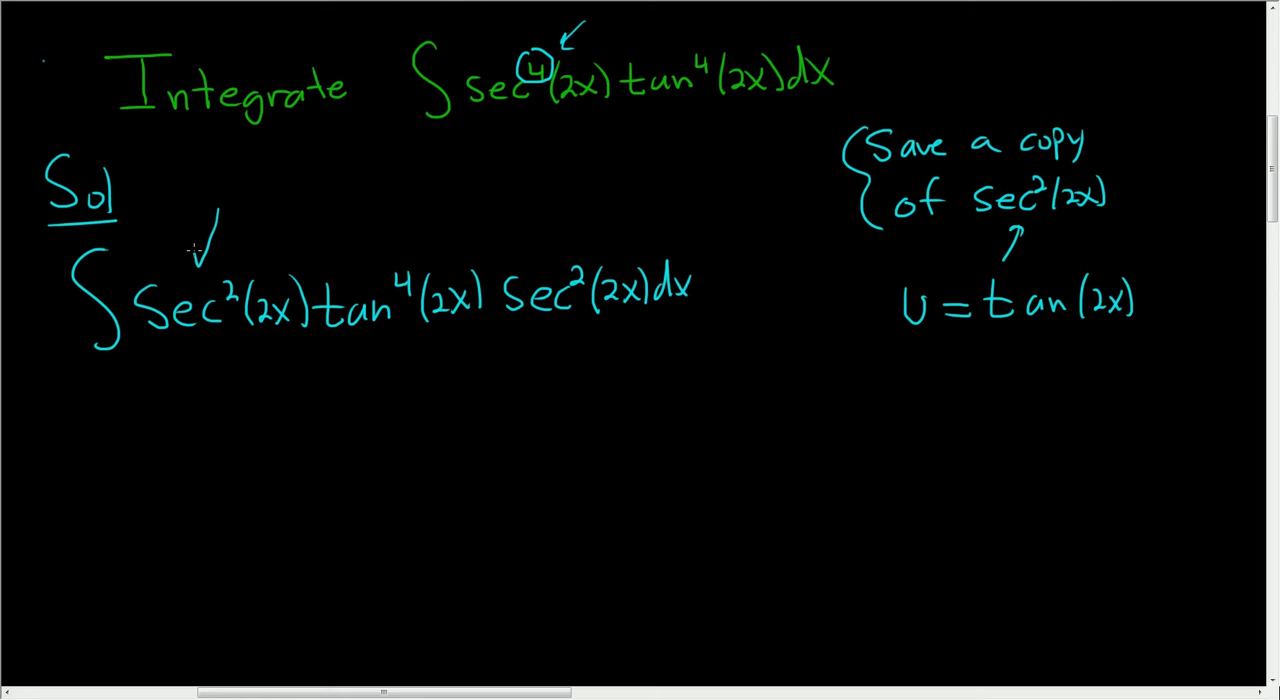 Integrate ∫ sec⁴(2x) tan⁴(2x) dx
Save a copy
of sec²(2x)
Sol
∫ sec²(2x) tan⁴(2x) sec²(2x) dx
U = tan(2x)